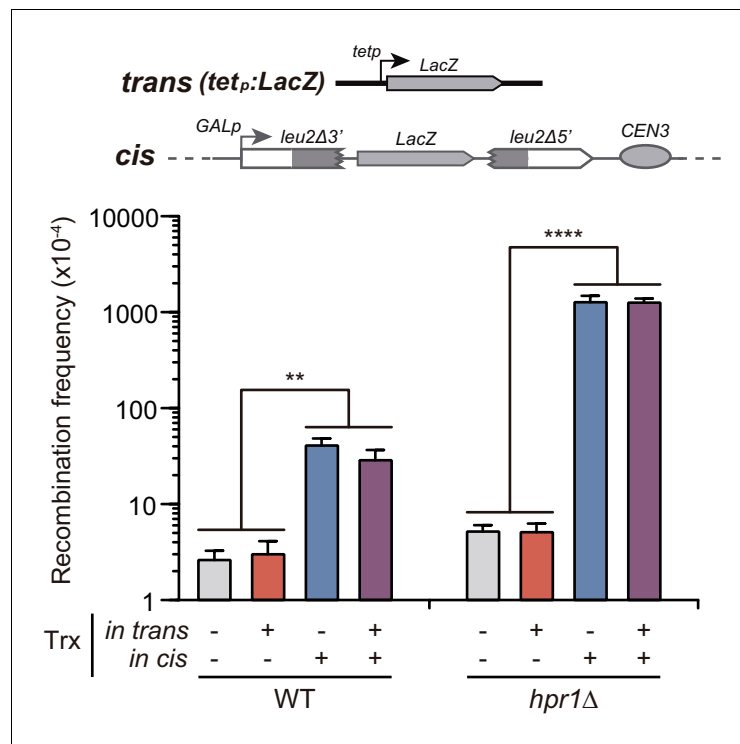 tetp
LacZ
trans (tetp:LacZ)
GALp
leu2Δ3’
LacZ
leu2Δ5’
CEN3
cis
Recombination frequency (x10-4)
10000
1000
100
10
1
**
****
Trx
in trans - + - + - + - +
in cis - - + + - - + +
WT
hpr1Δ